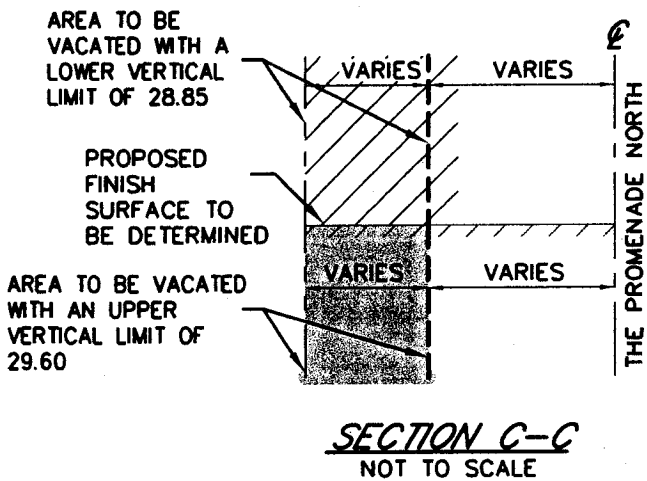 AREA TO BE
VACATED WITH A
LOWER VERTICAL
LIMIT OF 28.85
VARIES
VARIES
℄
PROPOSED
FINISH
SURFACE TO
BE DETERMINED
THE PROMENADE NORTH
AREA TO BE VACATED
WITH AN UPPER
VERTICAL LIMIT OF
29.60
VARIES
VARIES
SECTION C-C
NOT TO SCALE